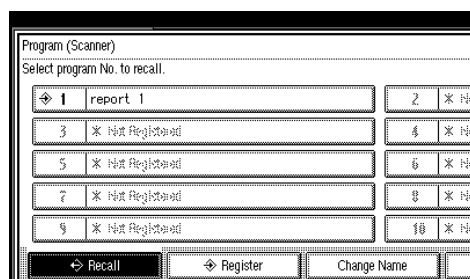 Program (Scanner)
Select program No. to recall.
1 report 1 2
3 * Not Registered 4
5 * Not Registered 6
7 * Not Registered 8
9 * Not Registered 10
Recall Register Change Name